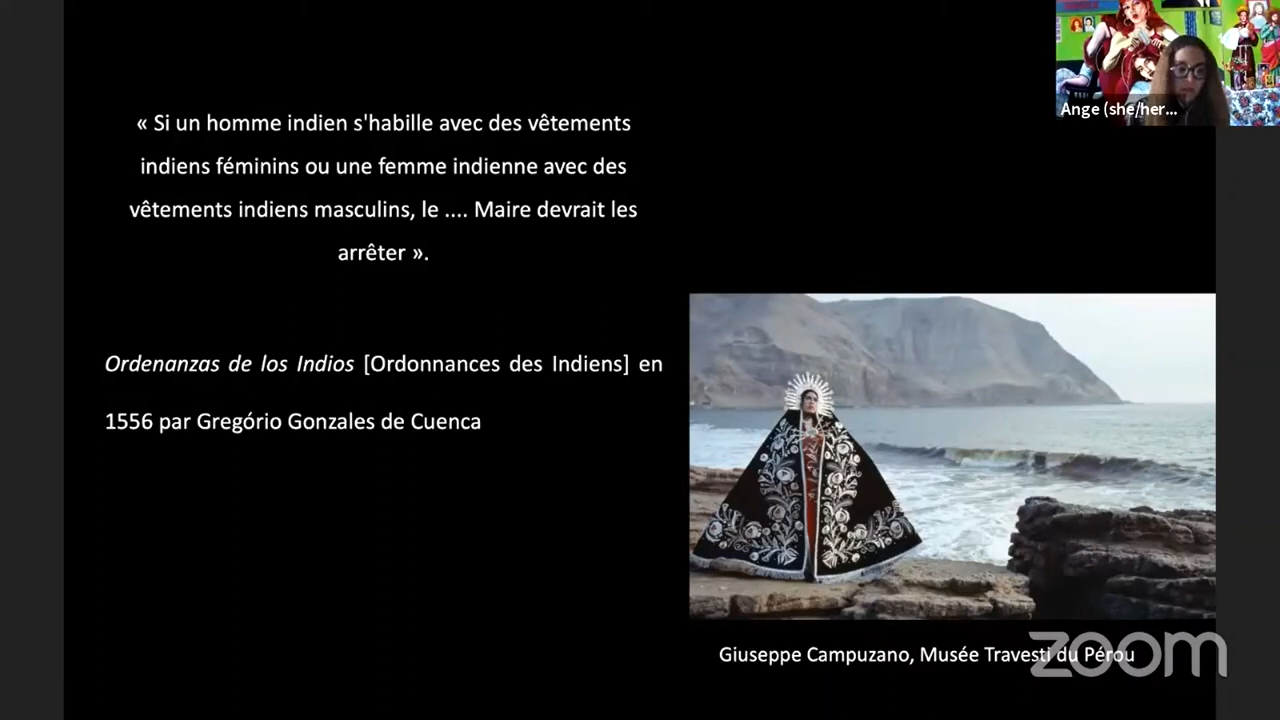 « Si un homme indien s'habille avec des vêtements
indiens féminins ou une femme indienne avec des
vêtements indiens masculins, le .... Maire devrait les
arrêter ».
Ordenanzas de los Indios [Ordonnances des Indiens] en
1556 par Gregório Gonzales de Cuenca
Giuseppe Campuzano, Musée Travesti du Pérou
Ange (she/her...
zoom